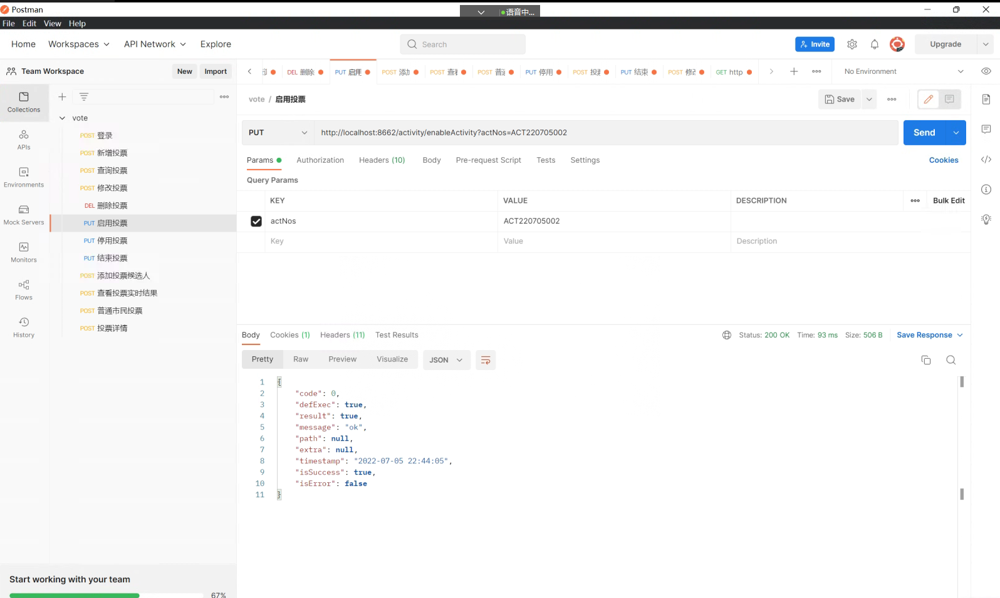 Postman
语音中...
File Edit View Help
Home Workspaces API Network Explore
Search
Invite
Upgrade
Team Workspace
New Import
DEL 删除 PUT 启用 POST 添加 POST 查看 POST 普通 PUT 停用 POST 投票 PUT 结束 POST 修改 GET http
No Environment
Collections
APIs
Environments
Mock Servers
Monitors
Flows
History
vote
POST 登录
POST 新增投票
POST 查询投票
POST 修改投票
DEL 删除投票
PUT 启用投票
PUT 停用投票
PUT 结束投票
POST 添加投票候选人
POST 查看投票实时结果
POST 普通市民投票
POST 投票详情
vote / 启用投票
Save
PUT http://localhost:8662/activity/enableActivity?actNos=ACT220705002
Send
Params Authorization Headers (10) Body Pre-request Script Tests Settings
Cookies
Query Params
KEY VALUE DESCRIPTION
Bulk Edit
actNos ACT220705002
Key Value Description
Body Cookies (1) Headers (11) Test Results
Status: 200 OK Time: 93 ms Size: 506 B Save Response
Pretty Raw Preview Visualize JSON
1 {
2 "code": 0,
3 "defExec": true,
4 "result": true,
5 "message": "ok",
6 "path": null,
7 "extra": null,
8 "timestamp": "2022-07-05 22:44:05",
9 "isSuccess": true,
10 "isError": false
11 }
Start working with your team
67%